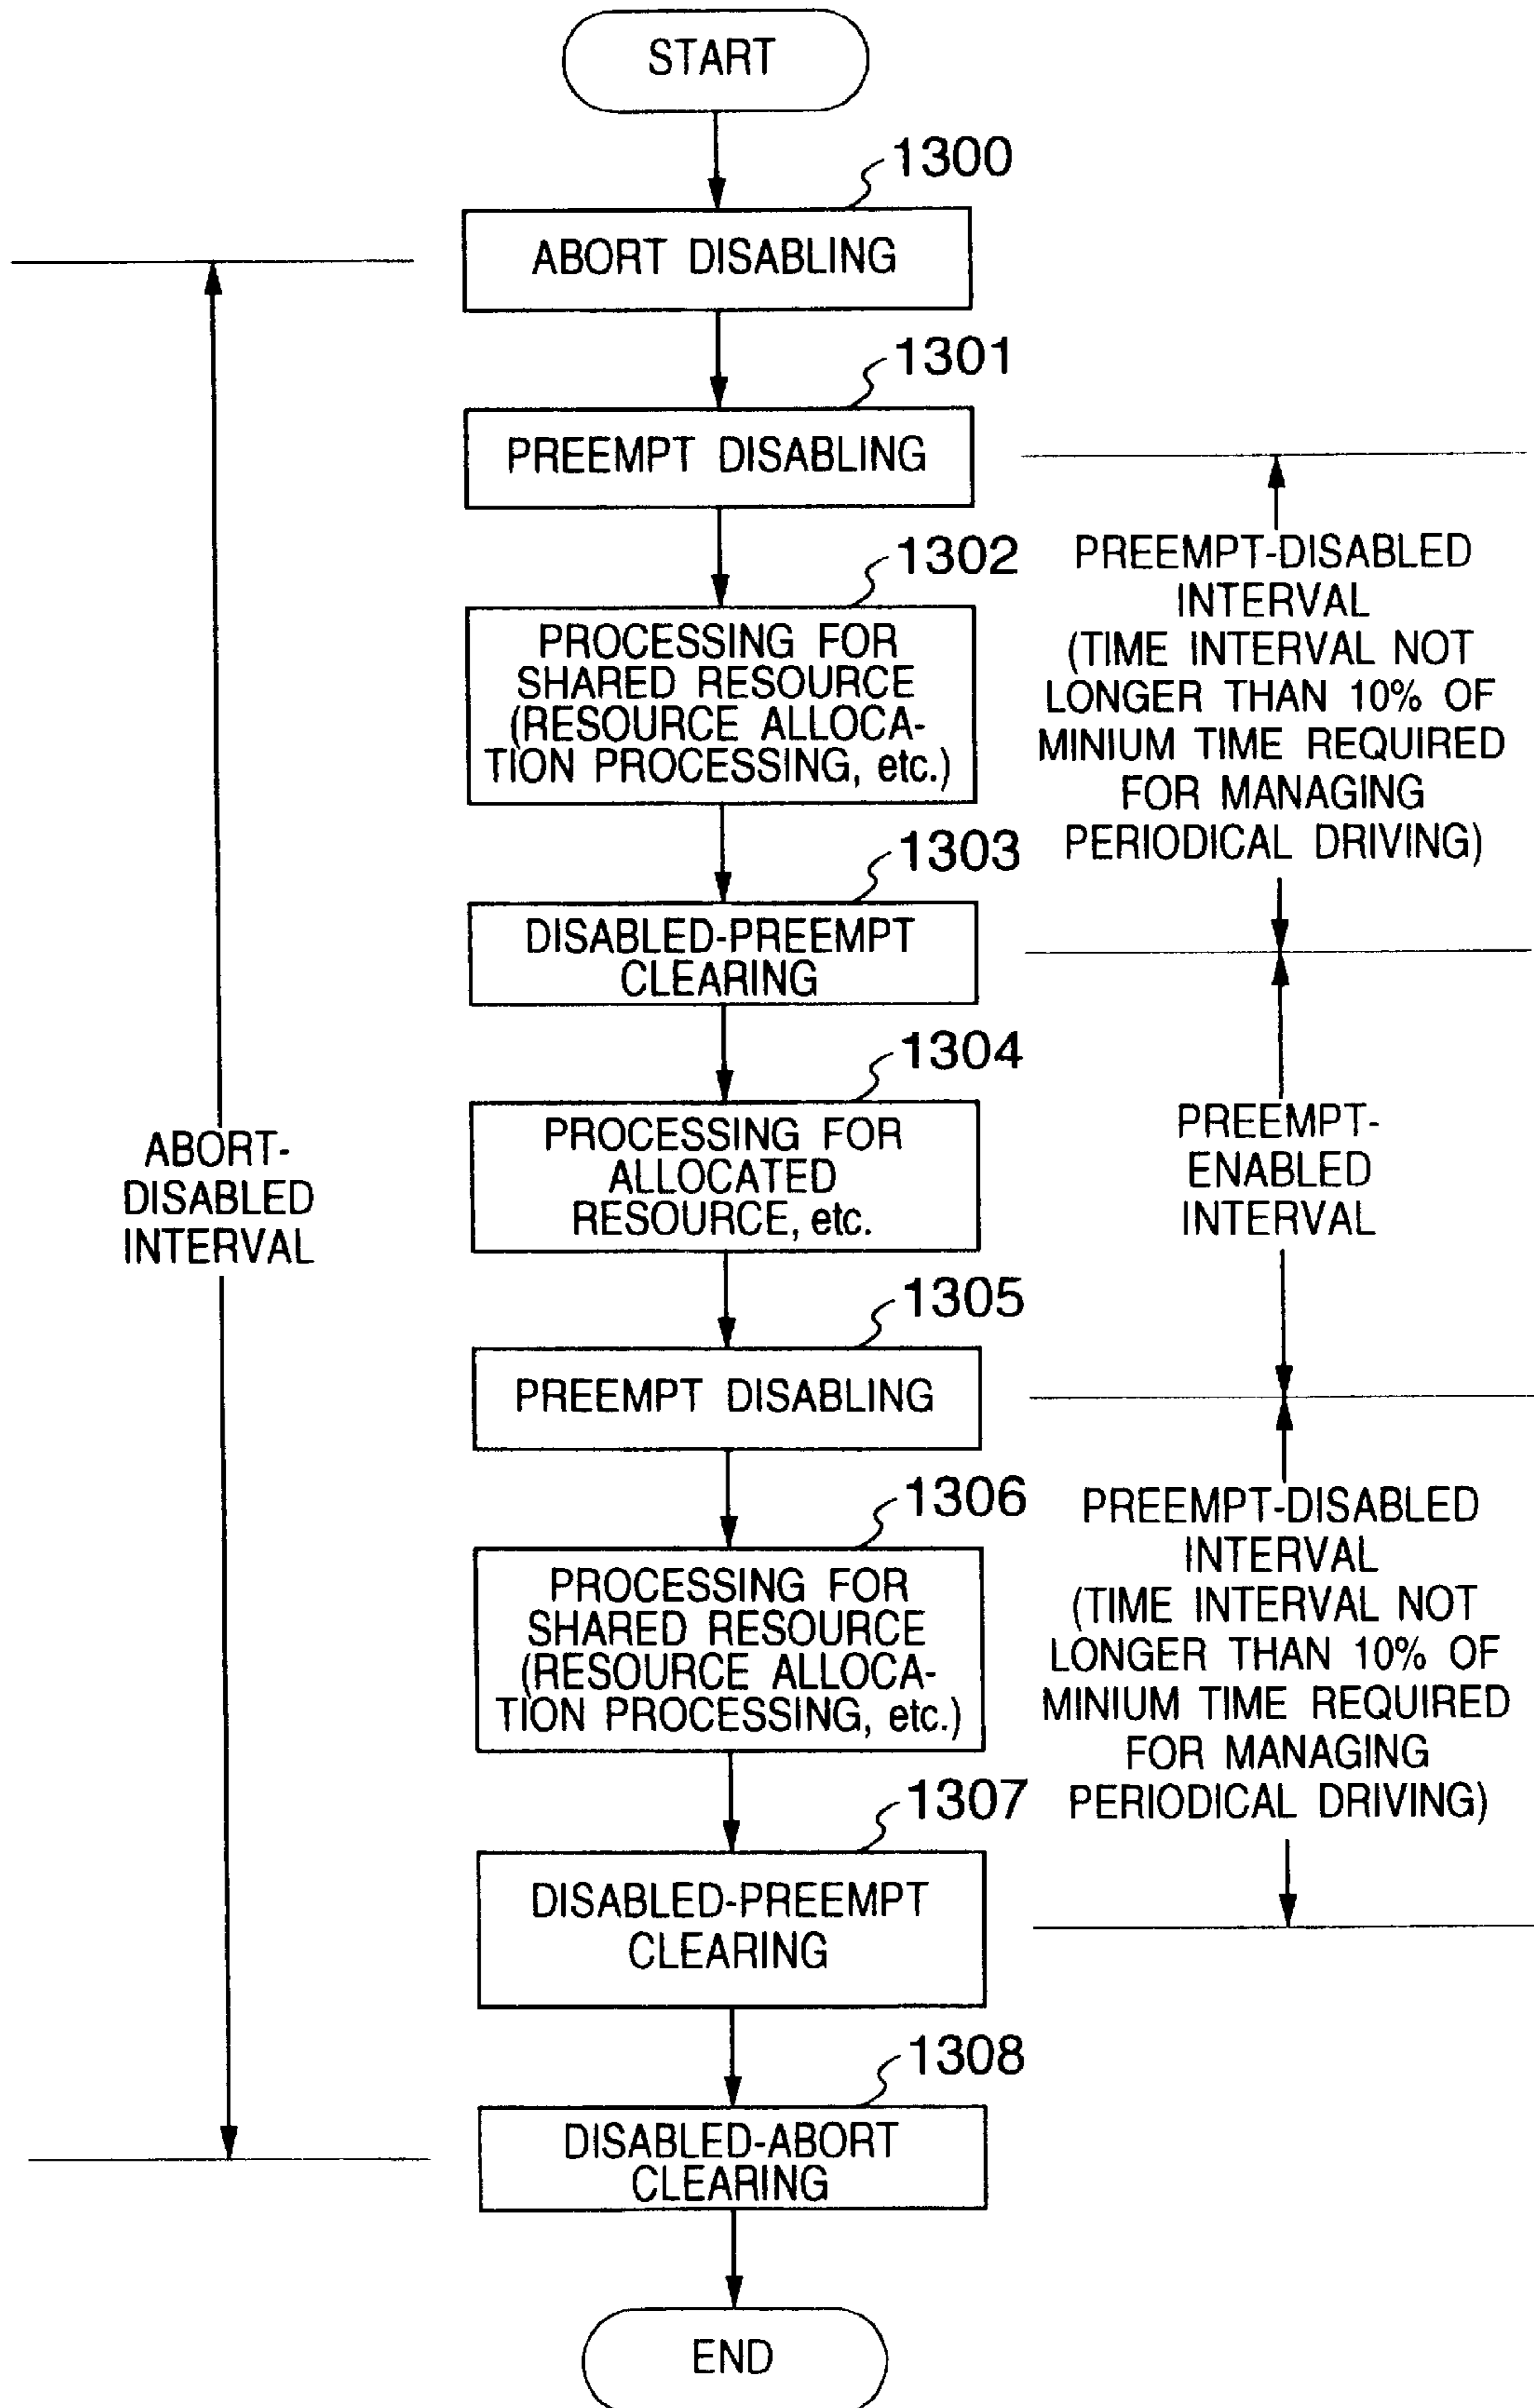 START
1300
ABORT DISABLING
1301
PREEMPT DISABLING
1302
PROCESSING FOR
SHARED RESOURCE
(RESOURCE ALLOCA-
TION PROCESSING, etc.)
PREEMPT-DISABLED
INTERVAL
(TIME INTERVAL NOT
LONGER THAN 10% OF
MINIUM TIME REQUIRED
FOR MANAGING
PERIODICAL DRIVING)
1303
DISABLED-PREEMPT
CLEARING
1304
PROCESSING FOR
ALLOCATED
RESOURCE, etc.
ABORT-
DISABLED
INTERVAL
PREEMPT-
ENABLED
INTERVAL
1305
PREEMPT DISABLING
1306
PROCESSING FOR
SHARED RESOURCE
(RESOURCE ALLOCA-
TION PROCESSING, etc.)
PREEMPT-DISABLED
INTERVAL
(TIME INTERVAL NOT
LONGER THAN 10% OF
MINIUM TIME REQUIRED
FOR MANAGING
PERIODICAL DRIVING)
1307
DISABLED-PREEMPT
CLEARING
1308
DISABLED-ABORT
CLEARING
END